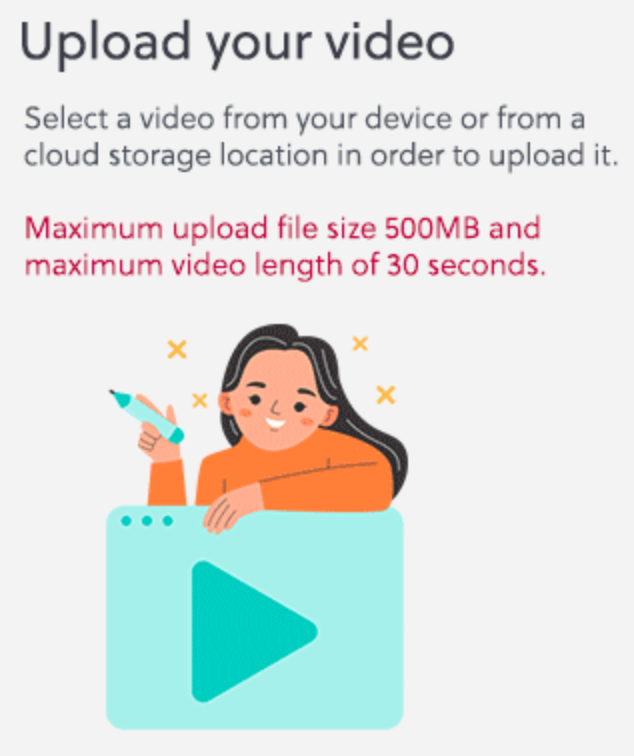 Upload your video
Select a video from your device or from a
cloud storage location in order to upload it.
Maximum upload file size 500MB and
maximum video length of 30 seconds.